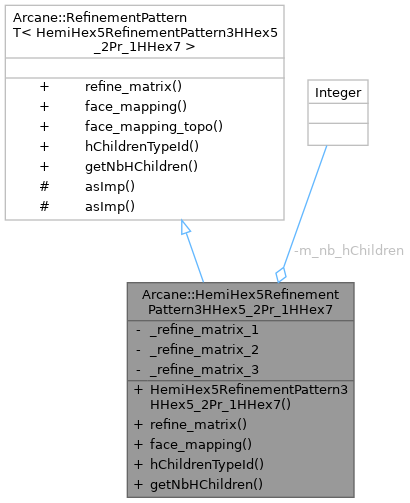 Arcane::RefinementPattern
T< HemiHex5RefinementPattern3HHex5
_2Pr_1HHex7 >
+ refine_matrix()
+ face_mapping()
+ face_mapping_topo()
+ hChildrenTypeId()
+ getNbHChildren()
# asImp()
# asImp()
Integer
-m_nb_hChildren
Arcane::HemiHex5Refinement
Pattern3HHex5_2Pr_1HHex7
- _refine_matrix_1
- _refine_matrix_2
- _refine_matrix_3
+ HemiHex5RefinementPattern3
HHex5_2Pr_1HHex7()
+ refine_matrix()
+ face_mapping()
+ hChildrenTypeId()
+ getNbHChildren()